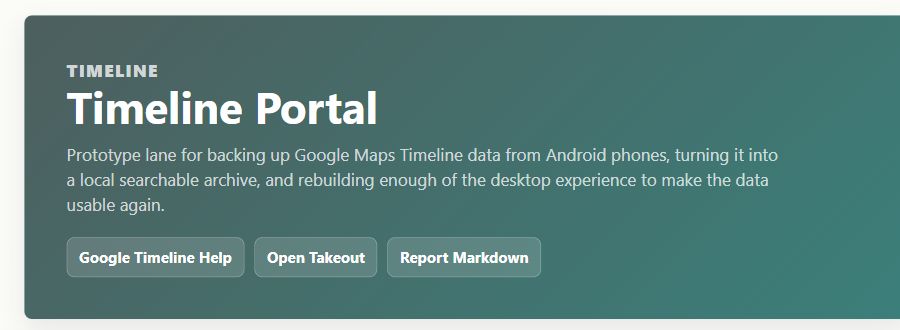 TIMELINE
Timeline Portal
Prototype lane for backing up Google Maps Timeline data from Android phones, turning it into
a local searchable archive, and rebuilding enough of the desktop experience to make the data
usable again.
Google Timeline Help
Open Takeout
Report Markdown